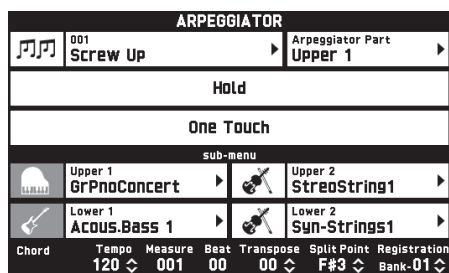 ARPEGGIATOR
001
Screw Up
Arpeggiator Part
Upper 1
Hold
One Touch
sub-menu
Upper 1
GrPnoConcert
Upper 2
StreoString1
Lower 1
Acous.Bass 1
Lower 2
Syn-Strings1
Chord Tempo Measure Beat Transpose Split Point Registration
120 001 00 00 F#3 Bank-01